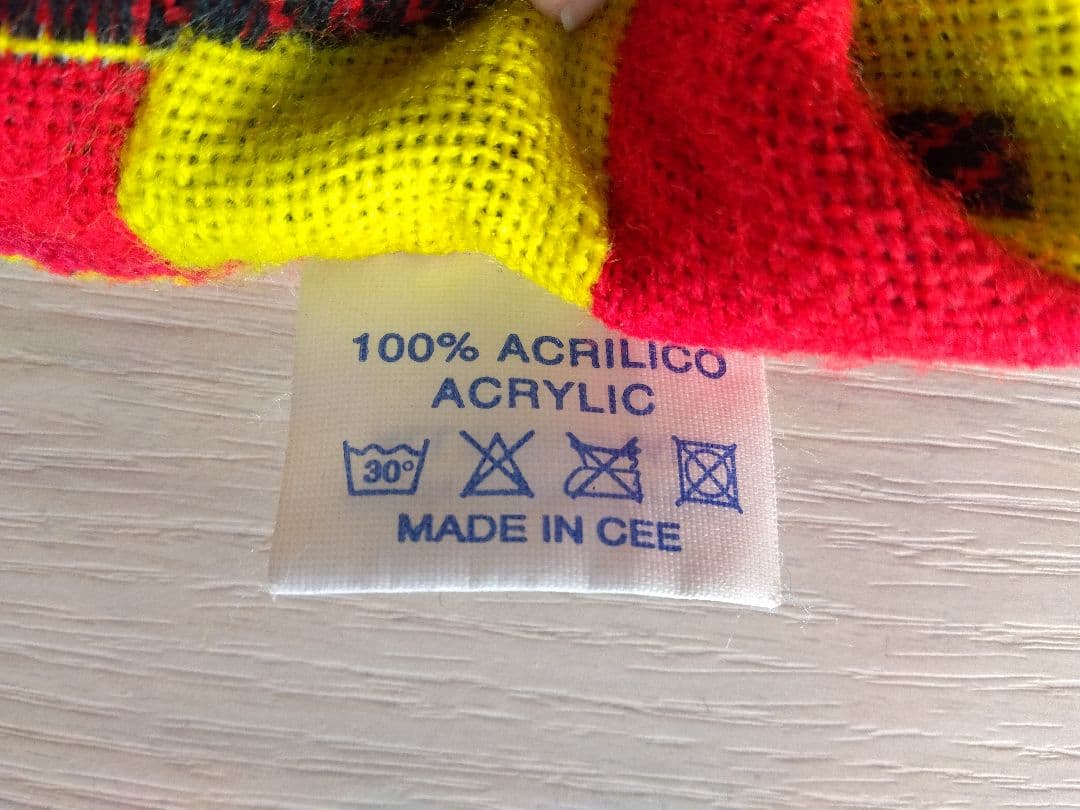 100% ACRILICO
ACRYLIC
30°
MADE IN CEE